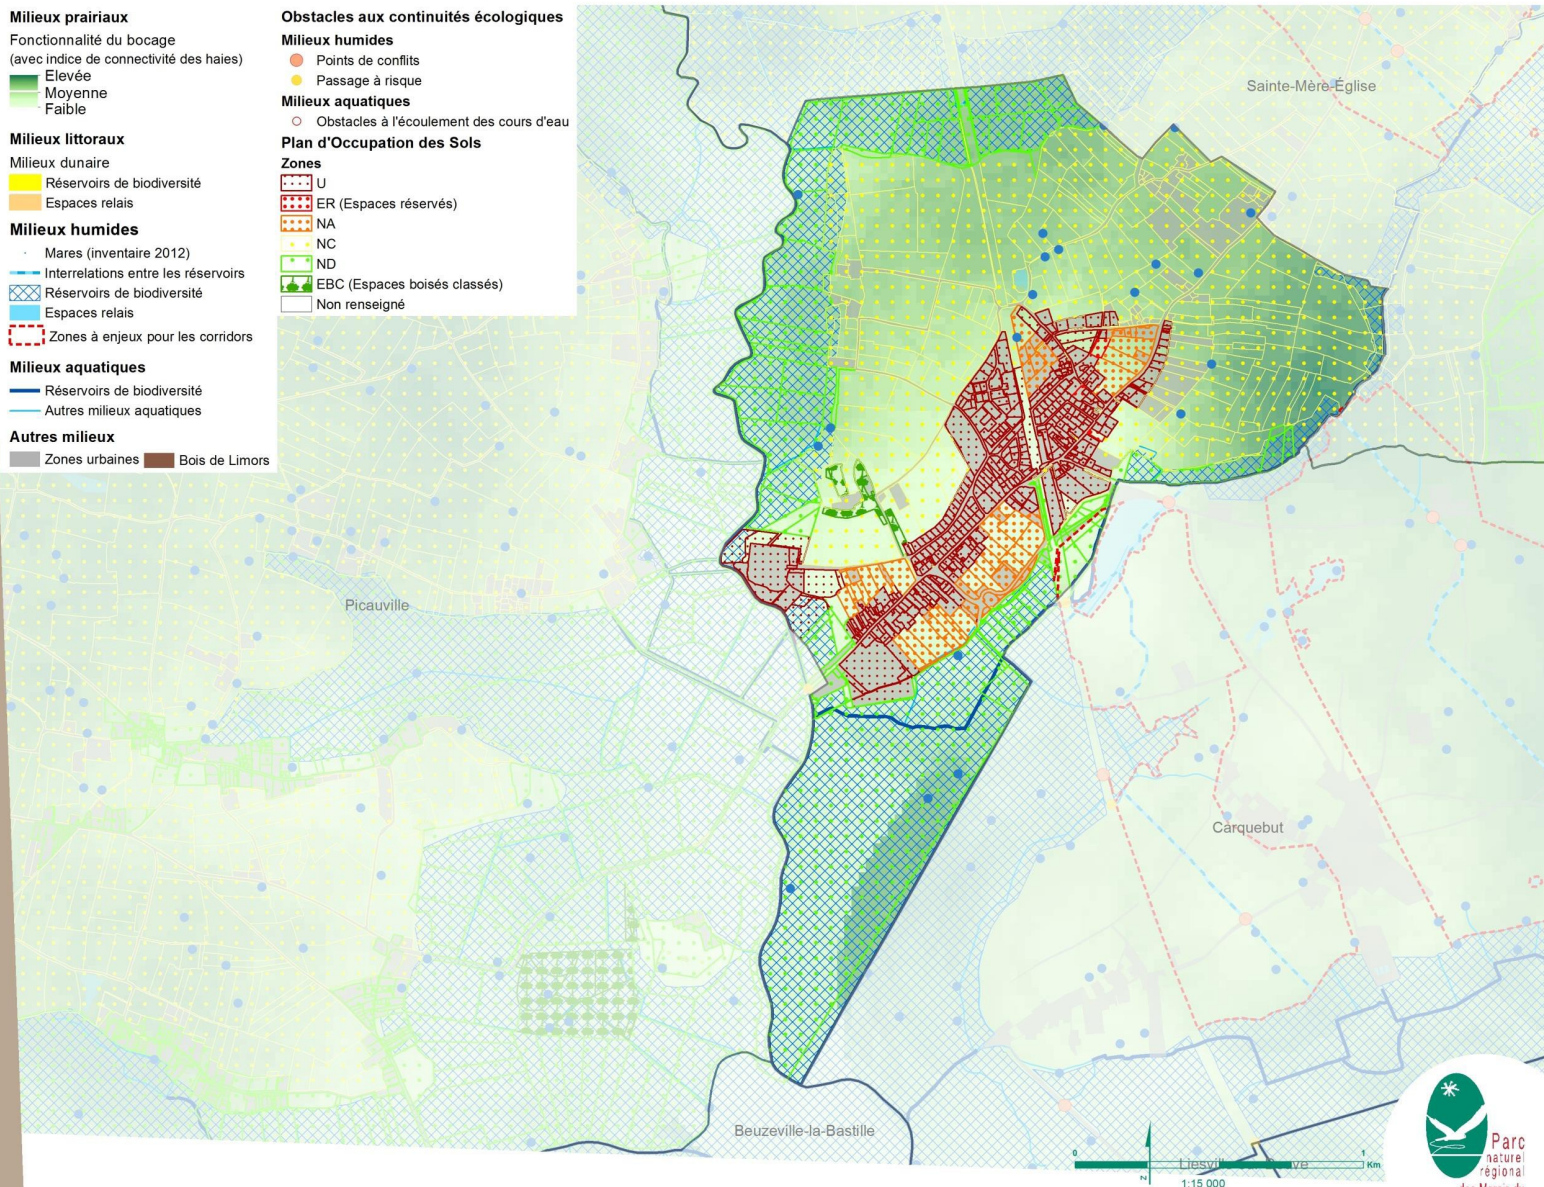 Milieux prairiaux
Fonctionnalité du bocage
(avec indice de connectivité des haies)
Elevée
Moyenne
Faible
Milieux littoraux
Milieu dunaire
Réservoirs de biodiversité
Espaces relais
Milieux humides
Mares (inventaire 2012)
Interrelations entre les réservoirs
Réservoirs de biodiversité
Espaces relais
Zones à enjeux pour les corridors
Milieux aquatiques
Réservoirs de biodiversité
Autres milieux aquatiques
Autres milieux
Zones urbaines
Bois de Limors
Obstacles aux continuités écologiques
Milieux humides
Points de conflits
Passage à risque
Milieux aquatiques
Obstacles à l'écoulement des cours d'eau
Plan d'Occupation des Sols
Zones
U
ER (Espaces réservés)
NA
NC
ND
EBC (Espaces boisés classés)
Non renseigné
Sainte-Mère-Église
Picauville
Carquebut
Beuzeville-la-Bastille
0
1
Km
N
1:15 000
Parc
naturel
régional